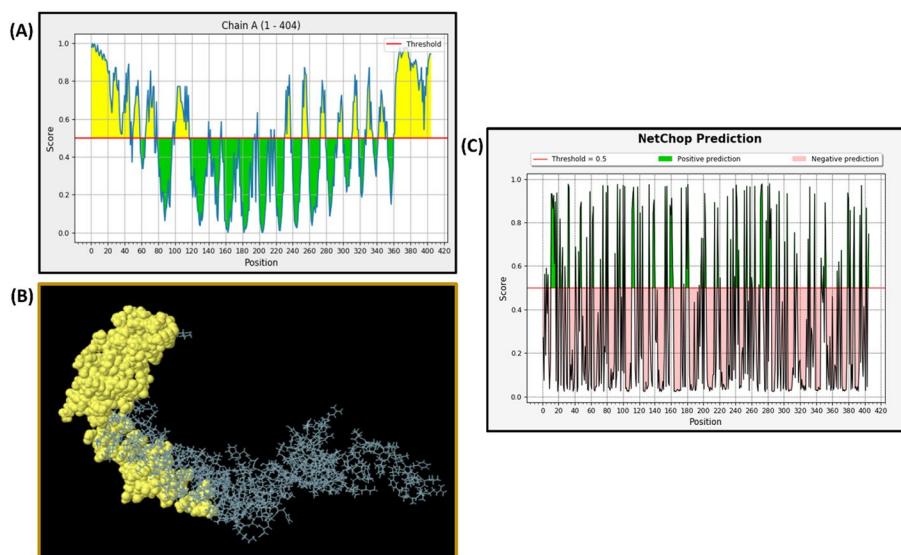 (A)
Chain A (1 - 404)
Threshold
1.0
0.8
0.6
0.4
0.2
0.0
Score
0 20 40 60 80 100 120 140 160 180 200 220 240 260 280 300 320 340 360 380 400 420
Position
(B)
(C)
NetChop Prediction
Threshold = 0.5 Positive prediction Negative prediction
1.0
0.8
0.6
0.4
0.2
0.0
Score
0 20 40 60 80 100 120 140 160 180 200 220 240 260 280 300 320 340 360 380 400 420
Position